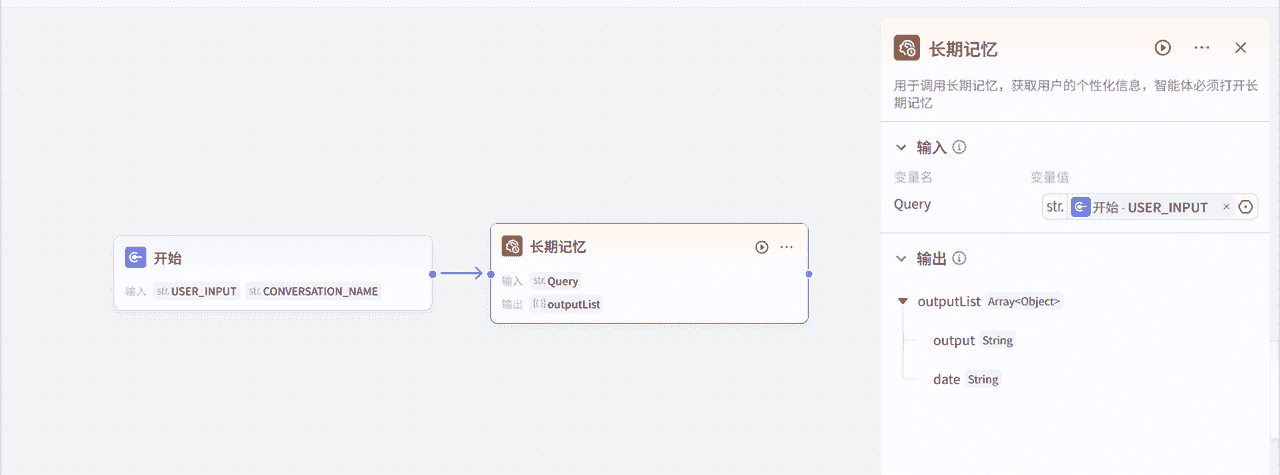 开始
输入 str. USER_INPUT str. CONVERSATION_NAME
长期记忆
输入 str. Query
输出 [{}] outputList
长期记忆
用于调用长期记忆，获取用户的个性化信息，智能体必须打开长
期记忆
输入
变量名 变量值
Query str. 开始 · USER_INPUT
输出
outputList Array<Object>
output String
date String